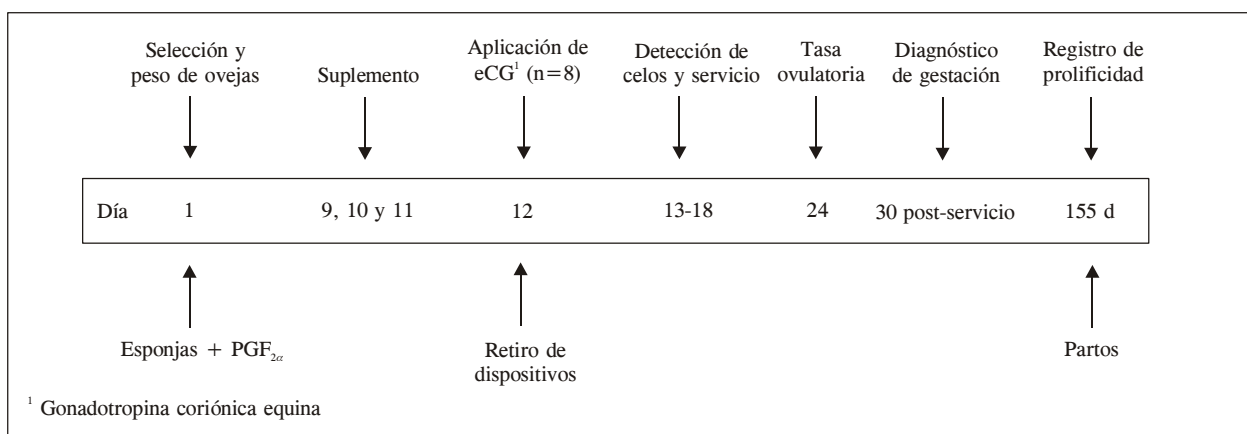 Selección y
peso de ovejas
Suplemento
Aplicación de
eCG¹ (n=8)
Detección de
celos y servicio
Tasa
ovulatoria
Diagnóstico
de gestación
Registro de
prolificidad
Día 1 9, 10 y 11 12 13-18 24 30 post-servicio 155 d
Esponjas + PGF₂α
Retiro de
dispositivos
Partos
¹ Gonadotropina coriónica equina